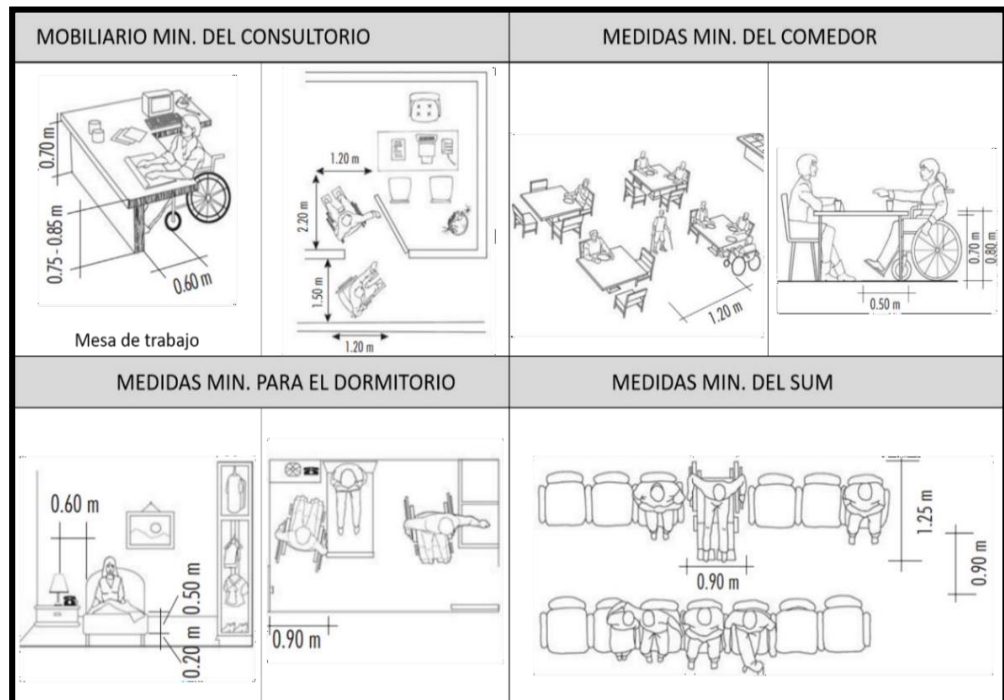 MOBILIARIO MIN. DEL CONSULTORIO
MEDIDAS MIN. DEL COMEDOR
0.70 m
0.75 - 0.85 m
0.60 m
Mesa de trabajo
1.20 m
2.20 m
1.50 m
1.20 m
1.20 m
0.70 m
0.80 m
0.50 m
MEDIDAS MIN. PARA EL DORMITORIO
MEDIDAS MIN. DEL SUM
0.60 m
0.50 m
0.20 m
0.90 m
1.25 m
0.90 m
0.90 m